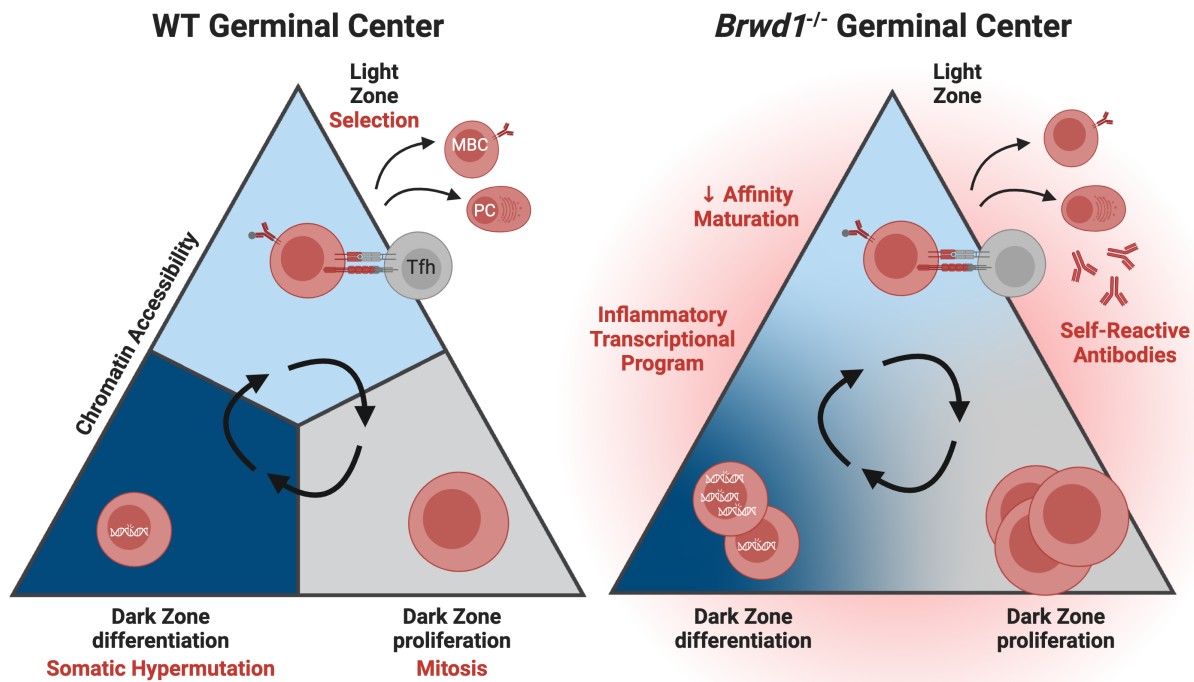 WT Germinal Center
Light
Zone
Selection
MBC
PC
Tfh
Chromatin Accessibility
Dark Zone
differentiation
Somatic Hypermutation
Dark Zone
proliferation
Mitosis
Brwd1-/- Germinal Center
Light
Zone
↓ Affinity
Maturation
Inflammatory
Transcriptional
Program
Self-Reactive
Antibodies
Dark Zone
differentiation
Dark Zone
proliferation